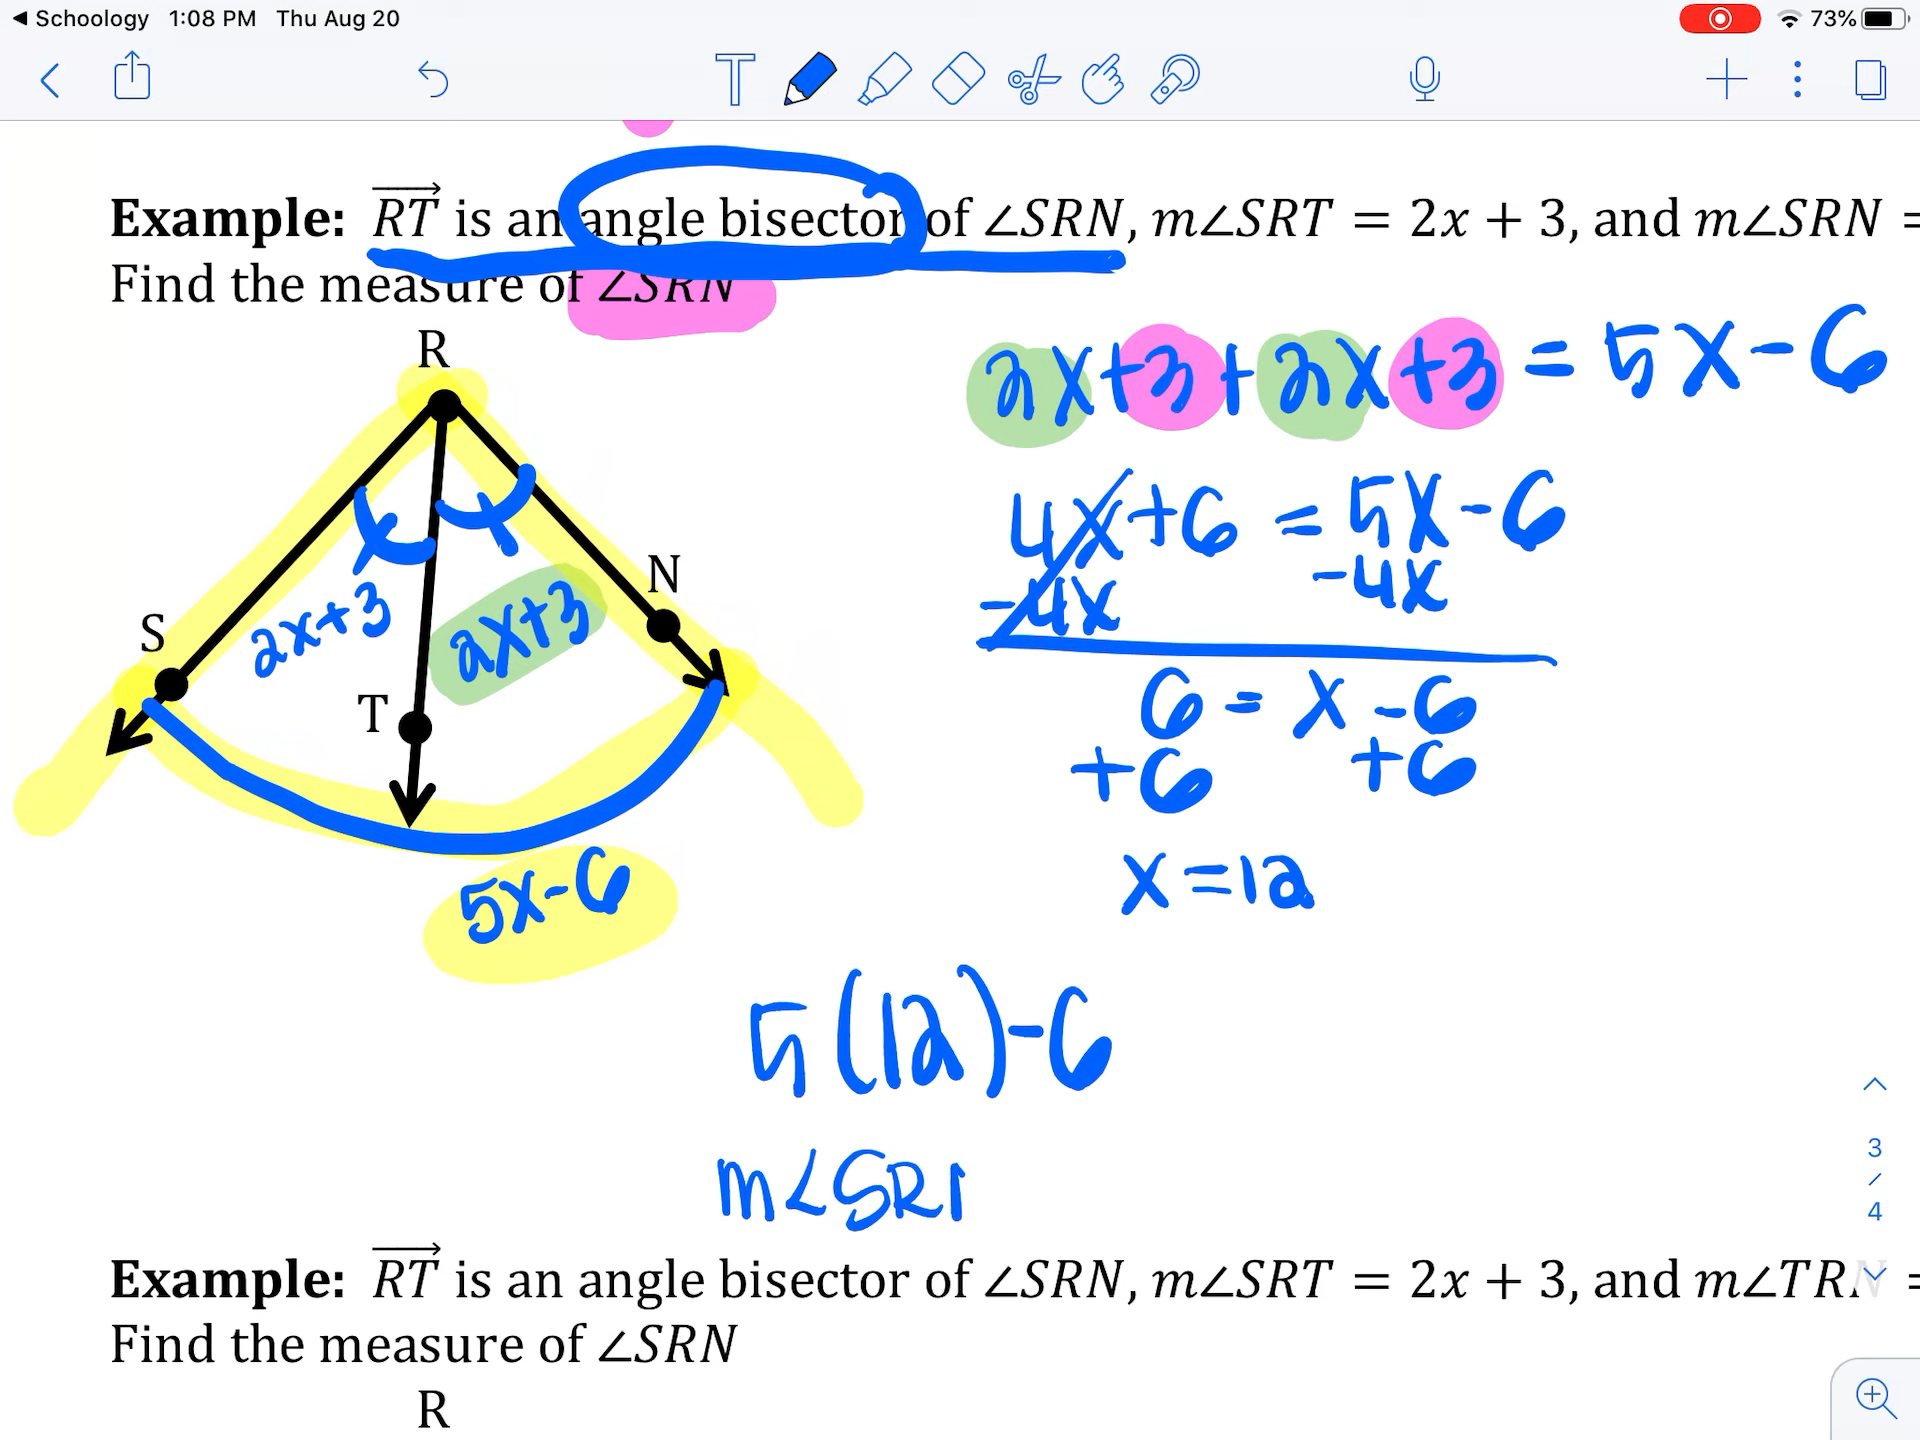 Schoology 1:08 PM Thu Aug 20 73%
T
Example: RT is an angle bisector of ∠SRN, m∠SRT = 2x + 3, and m∠SRN =
Find the measure of ∠SRN
R
S
N
T
2x+3
2x+3
5x-6
2x+3+2x+3 = 5x-6
4x+6 = 5x-6
-4x -4x
6 = x-6
+6 +6
x=12
5(12)-6
m∠SR
3
/
4
Example: RT is an angle bisector of ∠SRN, m∠SRT = 2x + 3, and m∠TRN =
Find the measure of ∠SRN
R